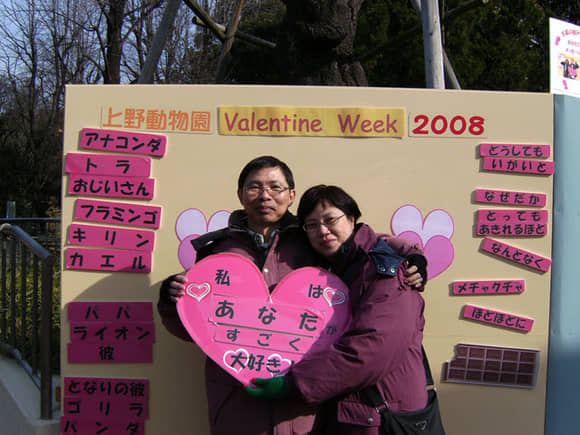 上野動物園 Valentine Week 2008
アナコンダ
トラ
おじいさん
フラミンゴ
キリン
カエル
パパ
ライオン
彼
となりの彼
ゴリラ
パンダ
私は
あなたが
すごく
大好き
どうしても
いがいと
なぜだか
とっても
あきれるほど
なんとなく
メチャクチャ
ほどほどに